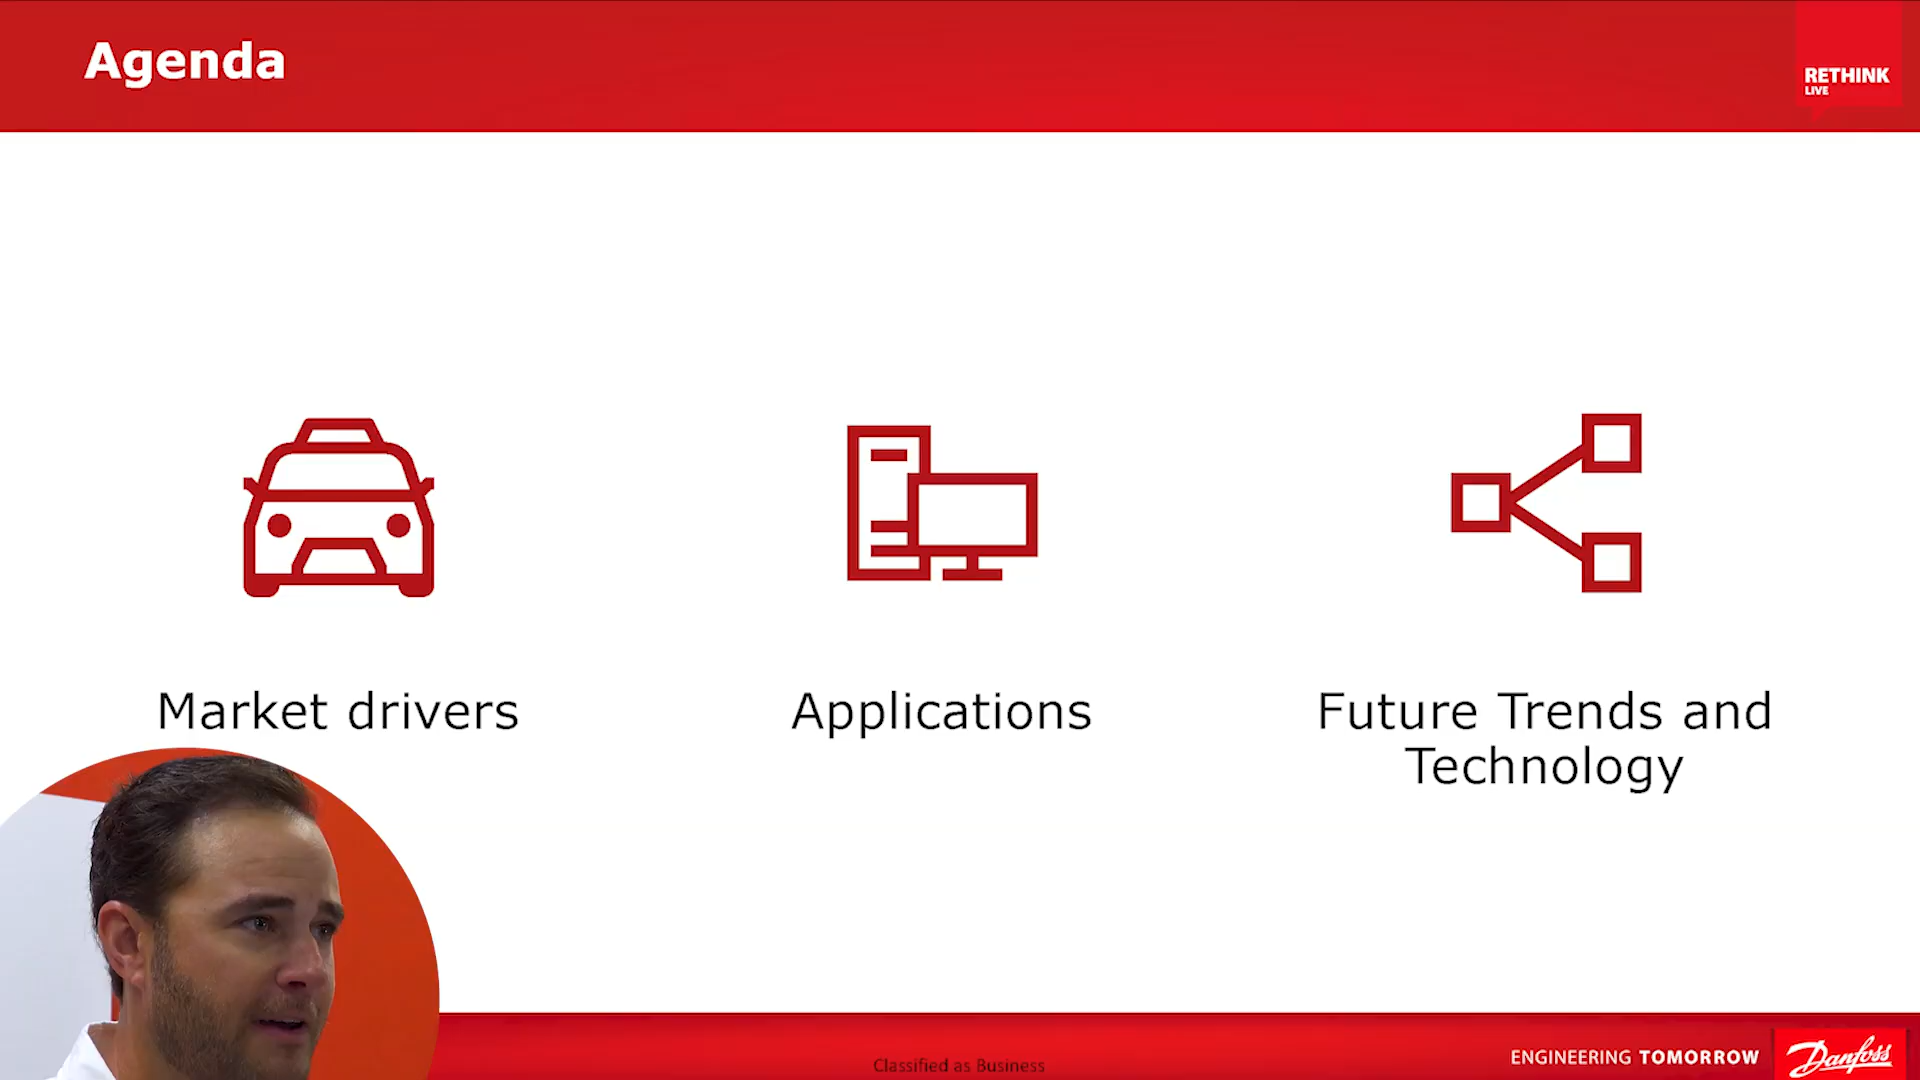 Agenda
RETHINK
LIVE
Market drivers
Applications
Future Trends and
Technology
Classified as Business
ENGINEERING TOMORROW
Danfoss